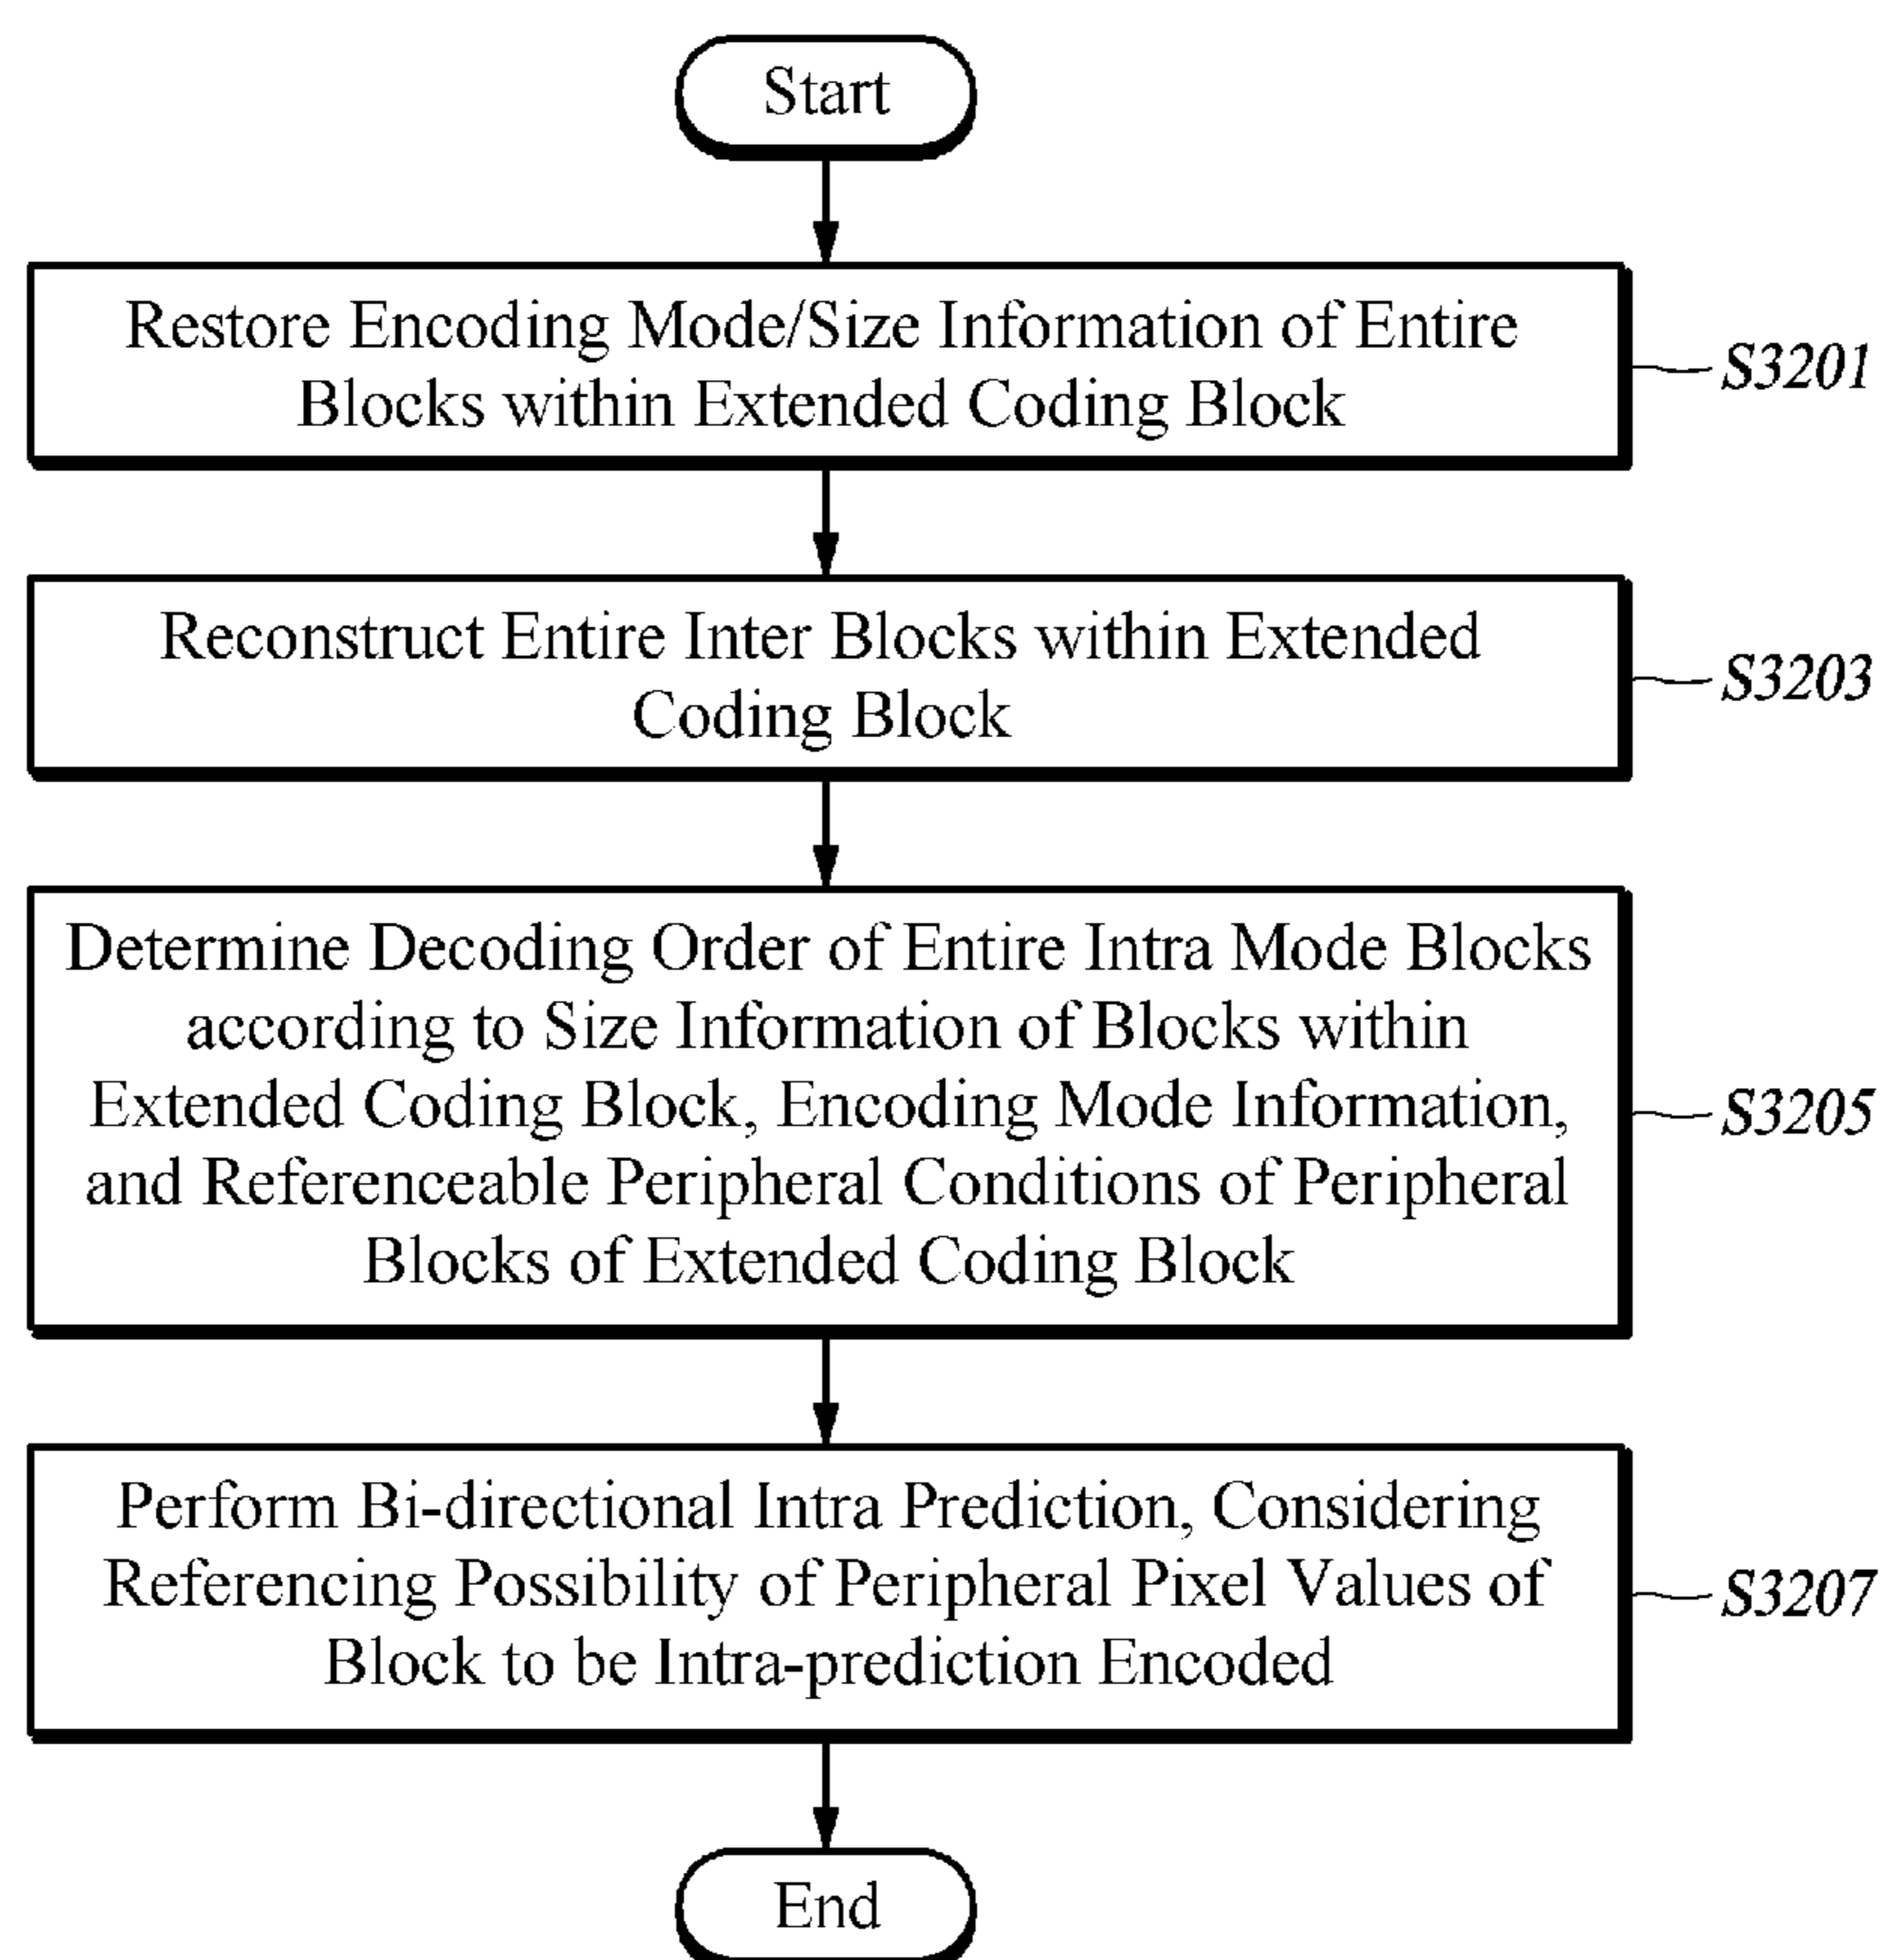 Start
Restore Encoding Mode/Size Information of Entire
Blocks within Extended Coding Block
S3201
Reconstruct Entire Inter Blocks within Extended
Coding Block
S3203
Determine Decoding Order of Entire Intra Mode Blocks
according to Size Information of Blocks within
Extended Coding Block, Encoding Mode Information,
and Referenceable Peripheral Conditions of Peripheral
Blocks of Extended Coding Block
S3205
Perform Bi-directional Intra Prediction, Considering
Referencing Possibility of Peripheral Pixel Values of
Block to be Intra-prediction Encoded
S3207
End